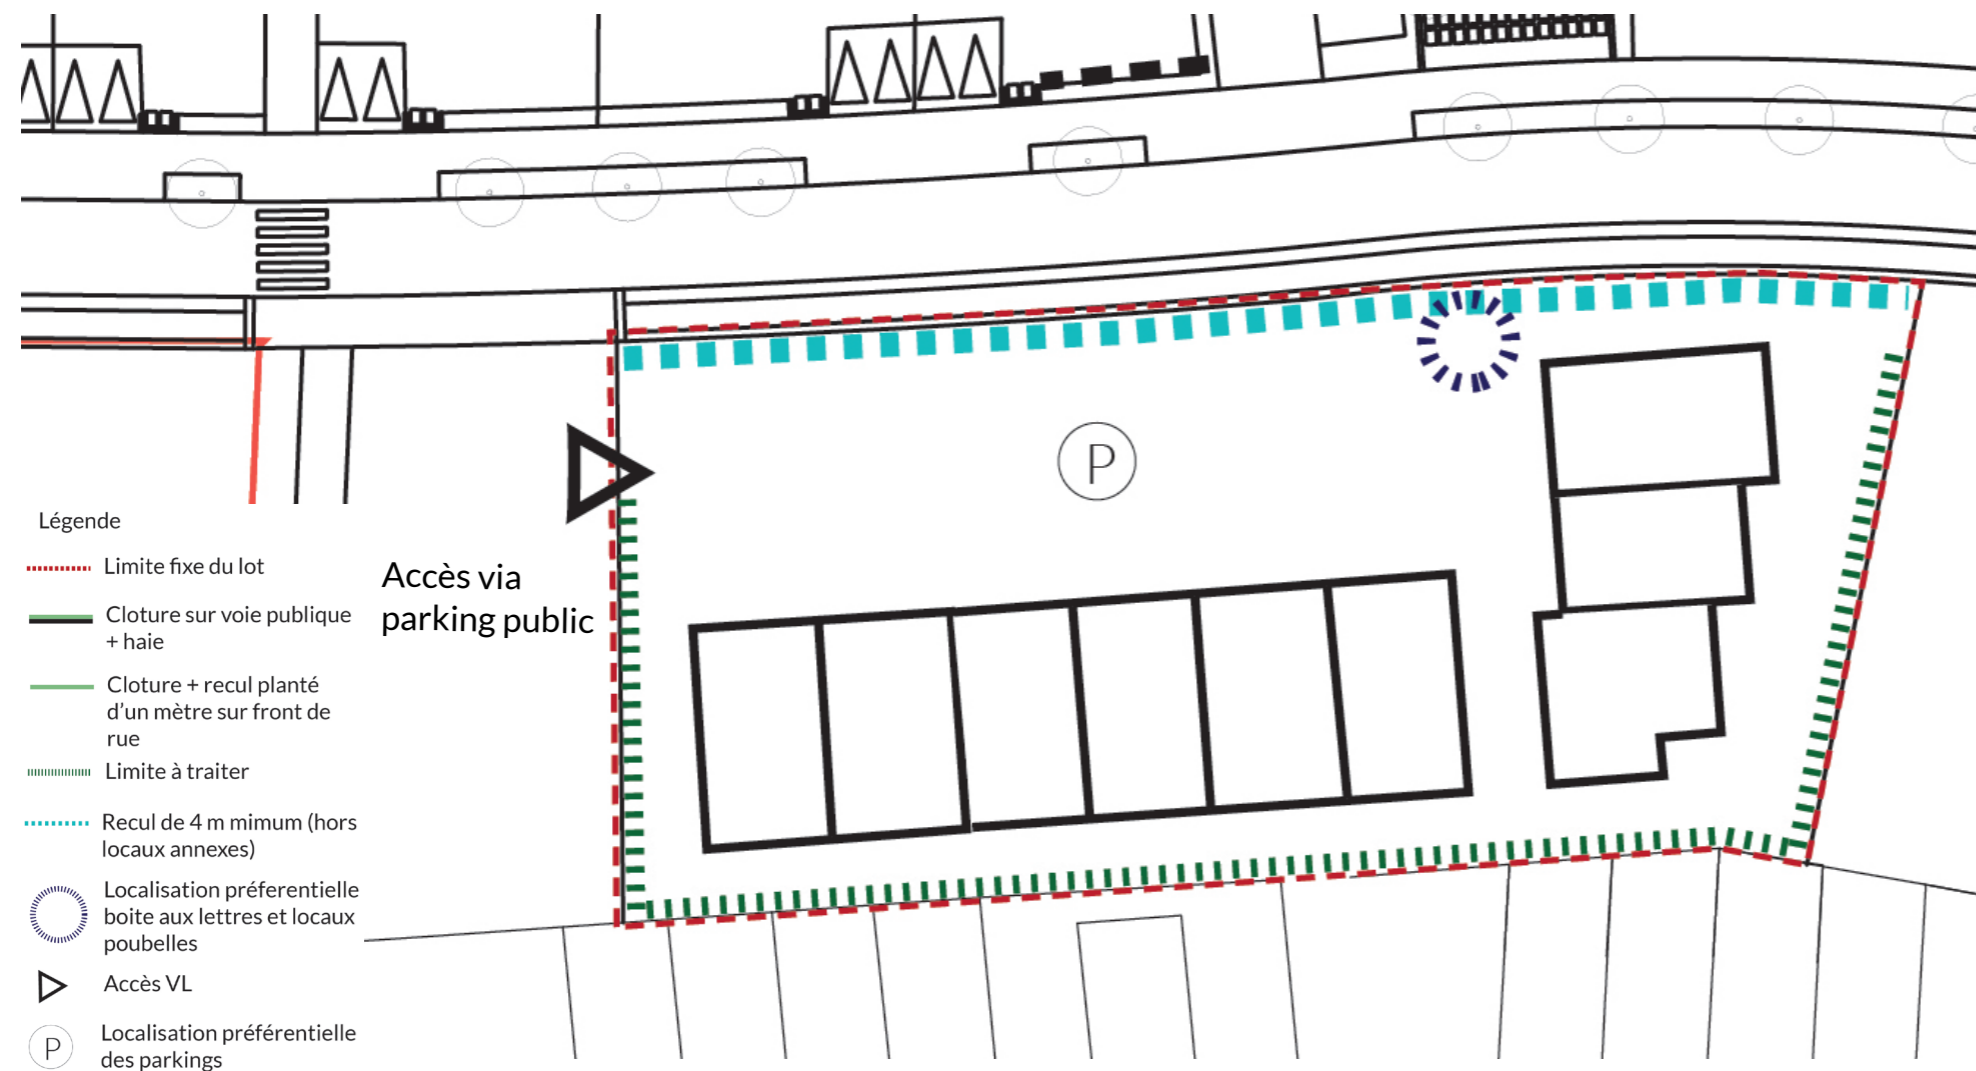 P
Légende
Limite fixe du lot
Cloture sur voie publique
+ haie
Cloture + recul planté
d’un mètre sur front de
rue
Limite à traiter
Recul de 4 m mimum (hors
locaux annexes)
Localisation préferentielle
boite aux lettres et locaux
poubelles
Accès VL
P
Localisation préférentielle
des parkings
Accès via
parking public